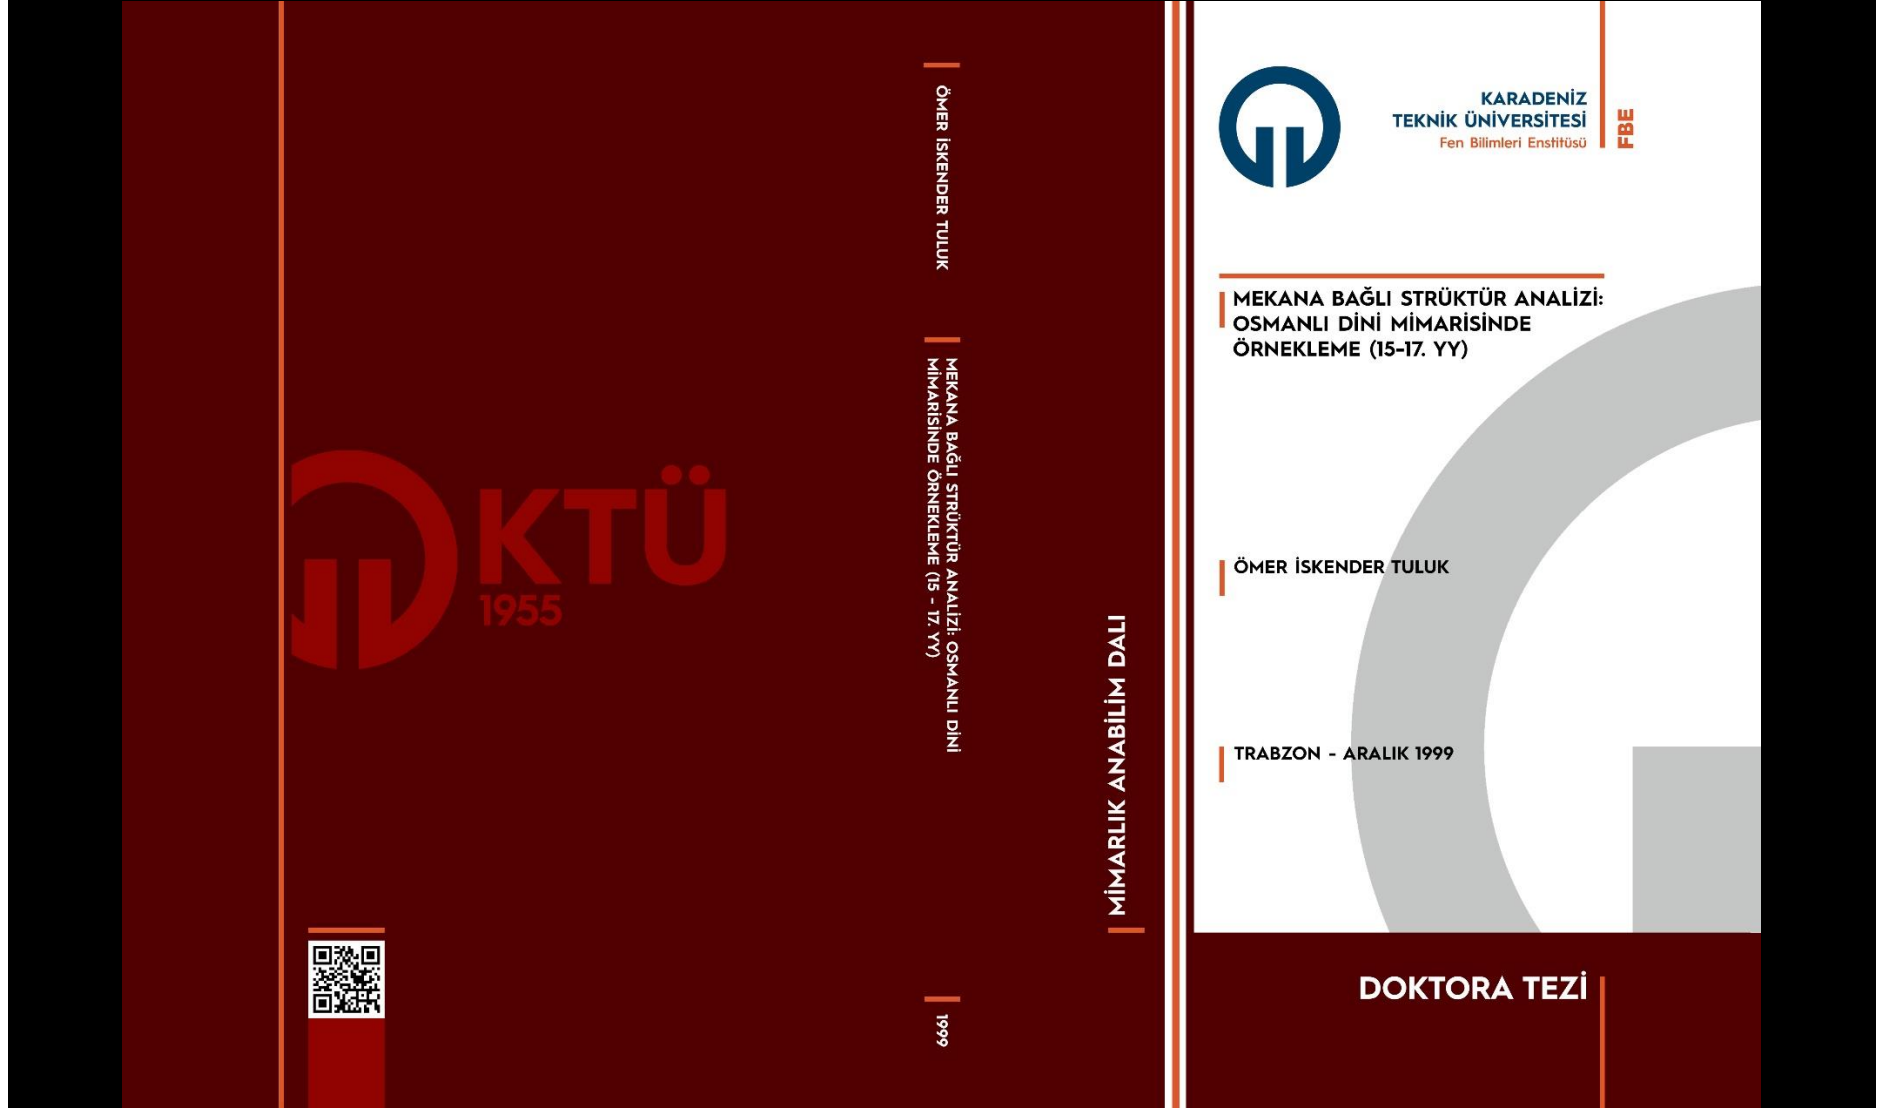 KTÜ
1955
ÖMER İSKENDER TULUK
MEKANA BAĞLI STRÜKTÜR ANALİZİ: OSMANLI DİNİ
MİMARİSİNDE ÖRNEKLEME (15 - 17. YY)
1999
MİMARLIK ANABİLİM DALI
KARADENİZ
TEKNİK ÜNİVERSİTESİ
Fen Bilimleri Enstitüsü
FBE
MEKANA BAĞLI STRÜKTÜR ANALİZİ:
OSMANLI DİNİ MİMARİSİNDE
ÖRNEKLEME (15-17. YY)
ÖMER İSKENDER TULUK
TRABZON - ARALIK 1999
DOKTORA TEZİ